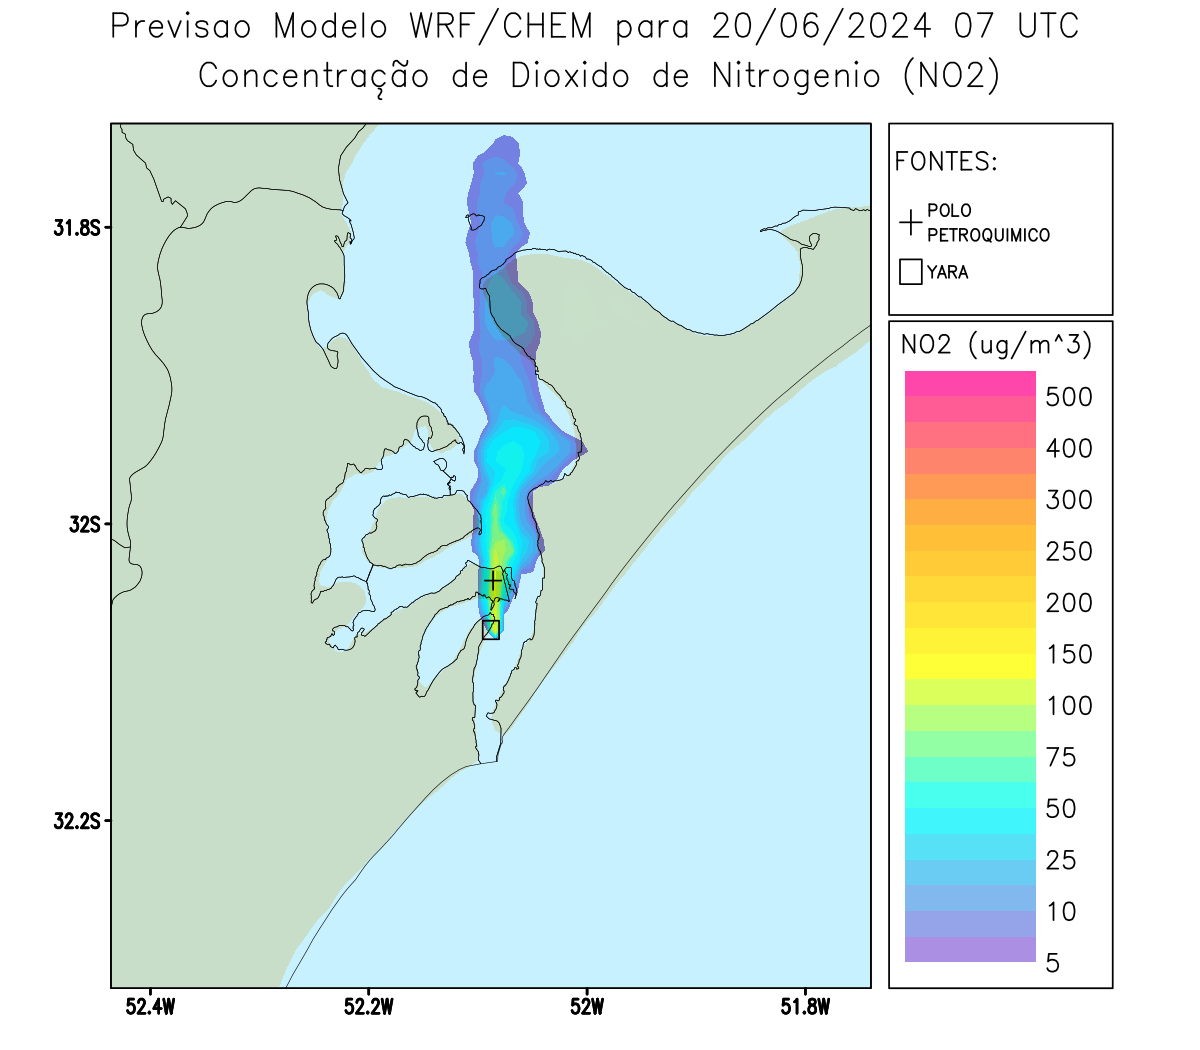 Previsao Modelo WRF/CHEM para 20/06/2024 07 UTC
Concentração de Dioxido de Nitrogenio (NO2)
FONTES:
POLO
PETROQUIMICO
YARA
NO2 (ug/m^3)
500
400
300
250
200
150
100
75
50
25
10
5
31.8S
32S
32.2S
52.4W
52.2W
52W
51.8W